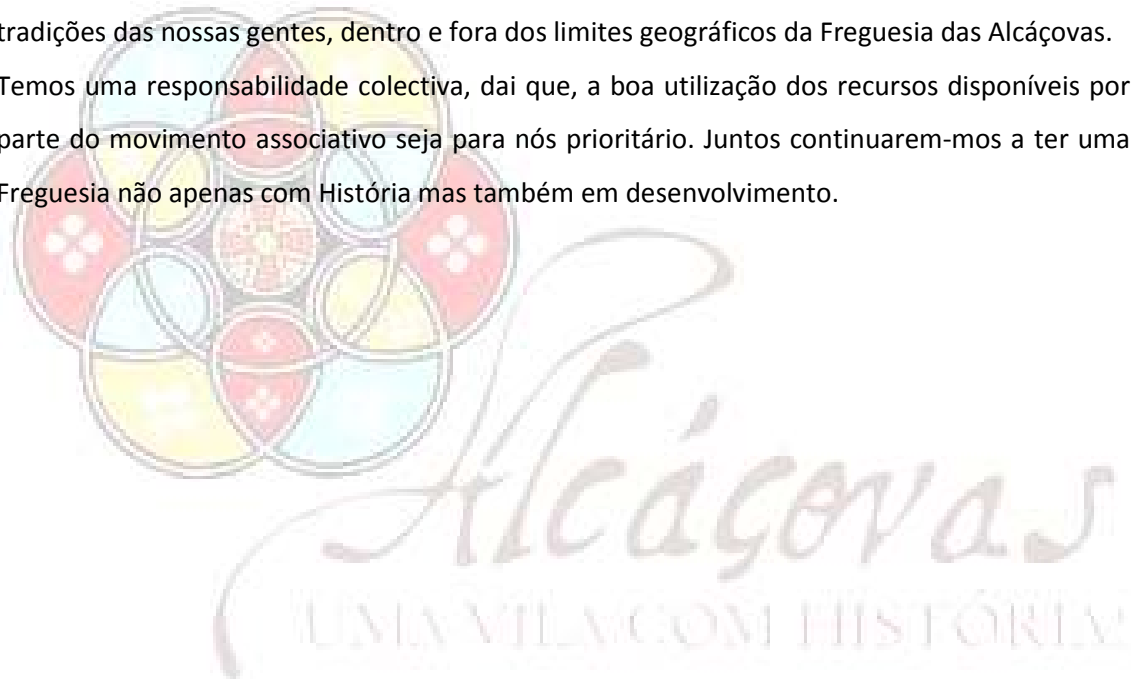 tradições das nossas gentes, dentro e fora dos limites geográficos da Freguesia das Alcáçovas.
Temos uma responsabilidade colectiva, dai que, a boa utilização dos recursos disponíveis por
parte do movimento associativo seja para nós prioritário. Juntos continuarem-mos a ter uma
Freguesia não apenas com História mas também em desenvolvimento.
Alcáçovas
UMA VILA COM HISTÓRIA